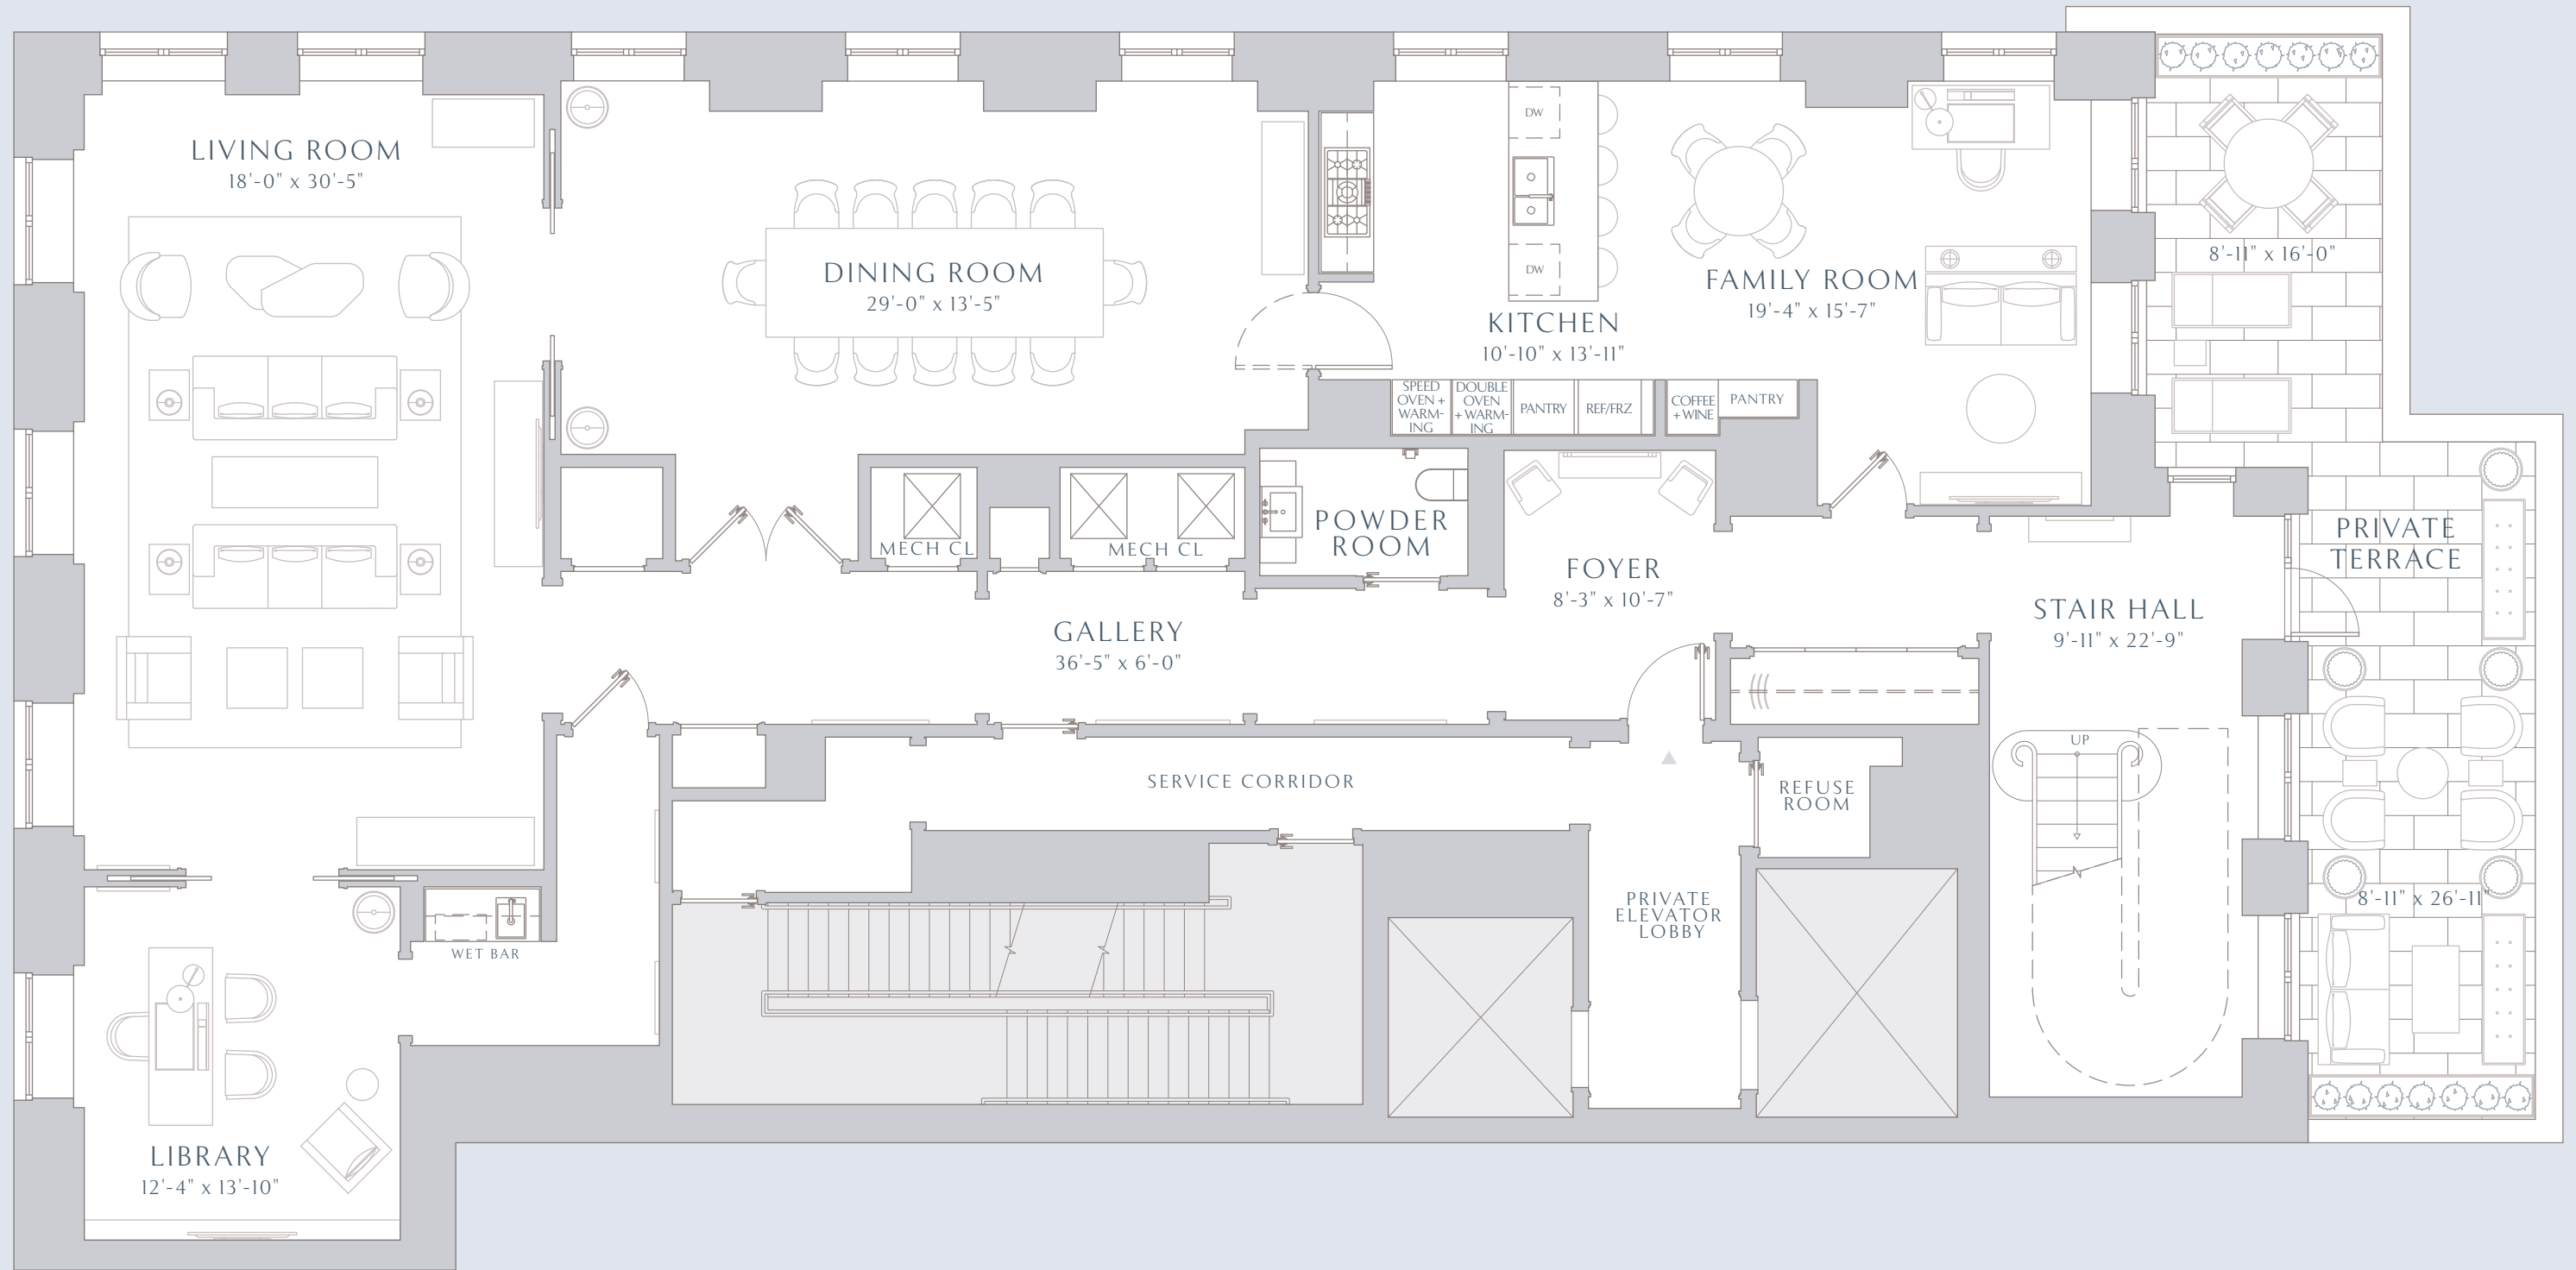 LIVING ROOM
18'-0" x 30'-5"
DINING ROOM
29'-0" x 13'-5"
DW
DW
KITCHEN
10'-10" x 13'-11"
FAMILY ROOM
19'-4" x 15'-7"
8'-11" x 16'-0"
SPEED
OVEN +
WARM-
ING
DOUBLE
OVEN
+ WARM-
ING
PANTRY
REF/FRZ
COFFEE
+ WINE
PANTRY
MECH CL
MECH CL
POWDER
ROOM
FOYER
8'-3" x 10'-7"
PRIVATE
TERRACE
STAIR HALL
9'-11" x 22'-9"
GALLERY
36'-5" x 6'-0"
UP
SERVICE CORRIDOR
REFUSE
ROOM
PRIVATE
ELEVATOR
LOBBY
8'-11" x 26'-11"
WET BAR
LIBRARY
12'-4" x 13'-10"